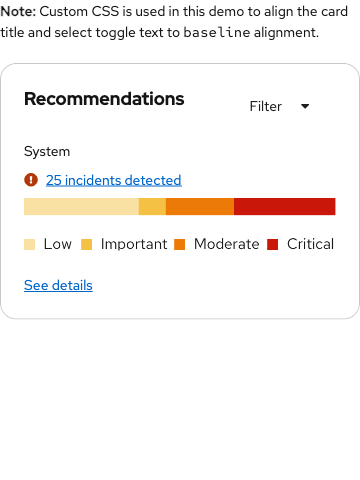 Note: Custom CSS is used in this demo to align the card
title and select toggle text to baseline alignment.
Recommendations
Filter
System
25 incidents detected
Low Important Moderate Critical
See details